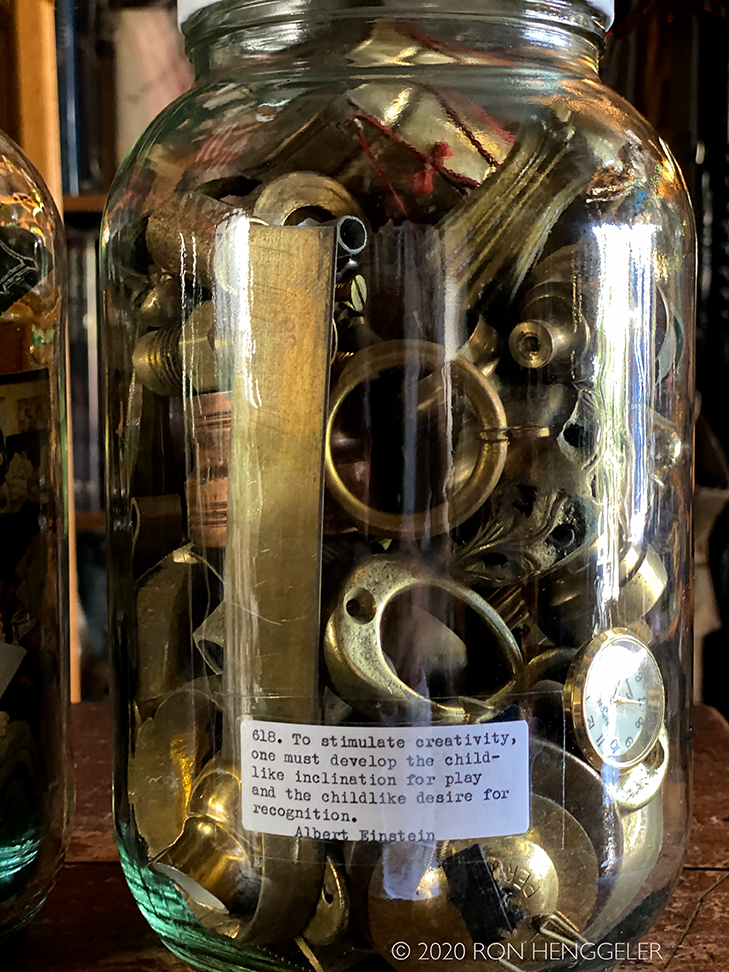 618. To stimulate creativity,
one must develop the child-
like inclination for play
and the childlike desire for
recognition.
Albert Einstein
© 2020 RON HENGGELER